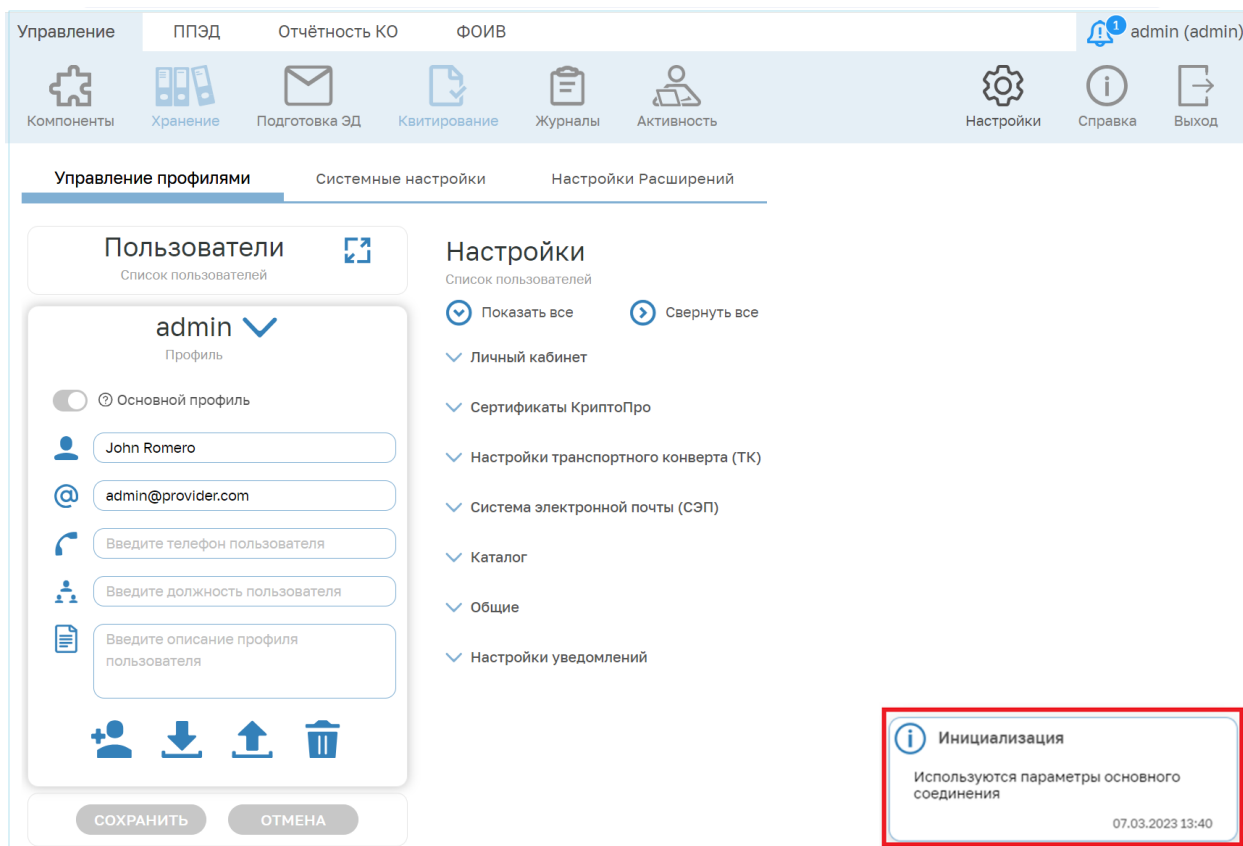 Управление ППЭД Отчётность КО ФОИВ 1 admin (admin)
Компоненты Хранение Подготовка ЭД Квитирование Журналы Активность Настройки Справка Выход
Управление профилями Системные настройки Настройки Расширений
Пользователи
Список пользователей
admin
Профиль
Основной профиль
John Romero
admin@provider.com
Введите телефон пользователя
Введите должность пользователя
Введите описание профиля
пользователя
СОХРАНИТЬ ОТМЕНА
Настройки
Список пользователей
Показать все Свернуть все
Личный кабинет
Сертификаты КриптоПро
Настройки транспортного конверта (ТК)
Система электронной почты (СЭП)
Каталог
Общие
Настройки уведомлений
Инициализация
Используются параметры основного
соединения
07.03.2023 13:40